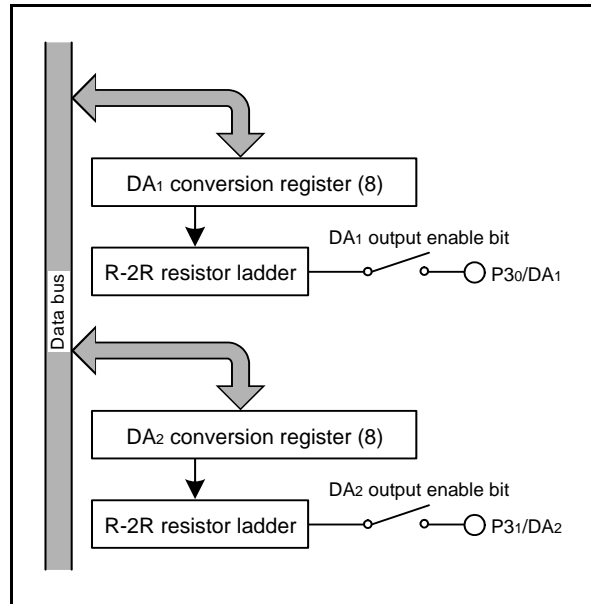 Data bus
DA1 conversion register (8)
DA1 output enable bit
R-2R resistor ladder
P30/DA1
DA2 conversion register (8)
DA2 output enable bit
R-2R resistor ladder
P31/DA2